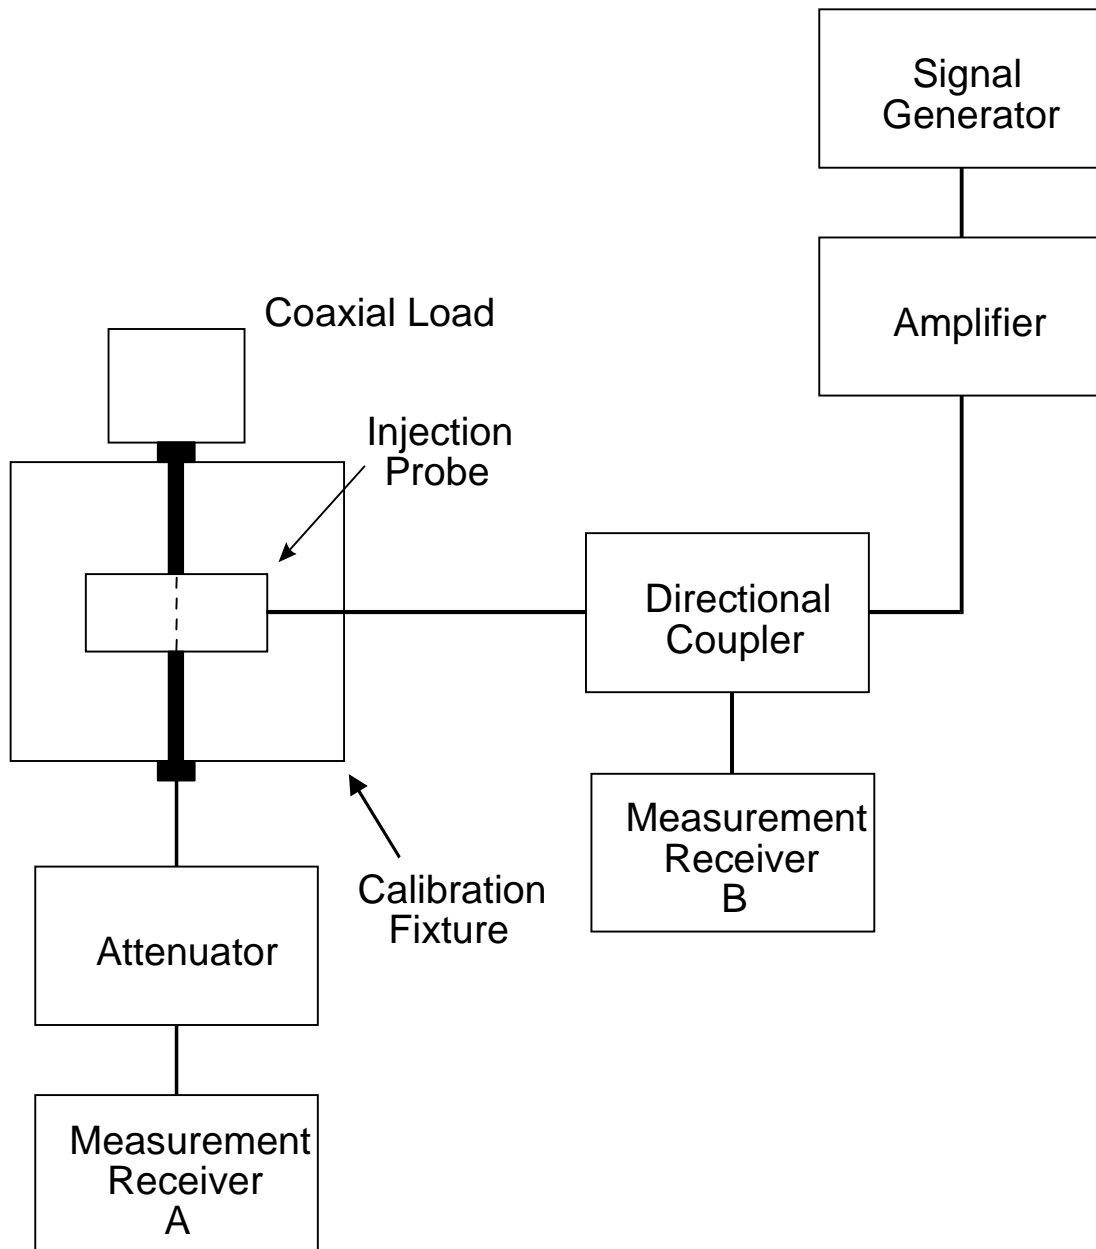 Signal
Generator
Amplifier
Coaxial Load
Injection
Probe
Directional
Coupler
Measurement
Receiver
B
Calibration
Fixture
Attenuator
Measurement
Receiver
A